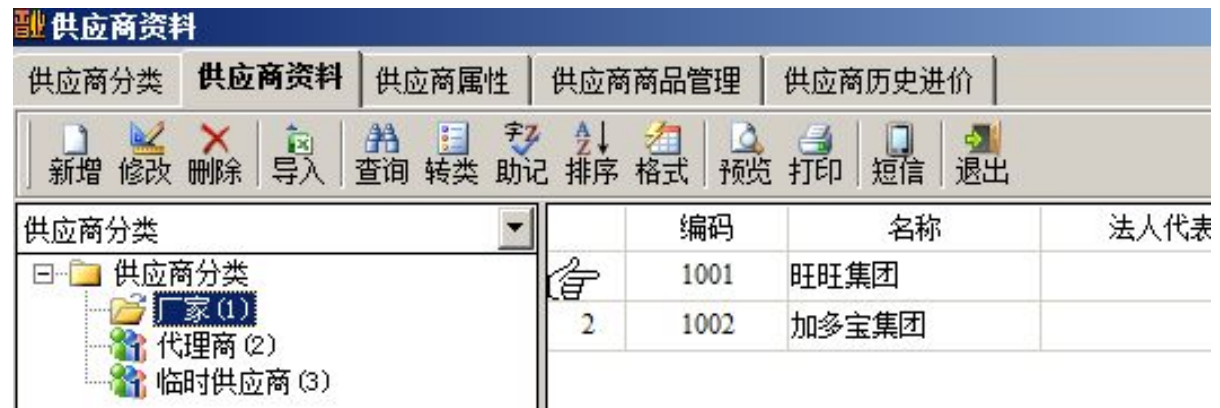 供应商资料
供应商分类 供应商资料 供应商属性 供应商商品管理 供应商历史进价
新增 修改 删除 导入 查询 转类 助记 排序 格式 预览 打印 短信 退出
供应商分类 编码 名称 法人代表
供应商分类 1001 旺旺集团
厂家(1)
2 1002 加多宝集团
代理商(2)
临时供应商(3)